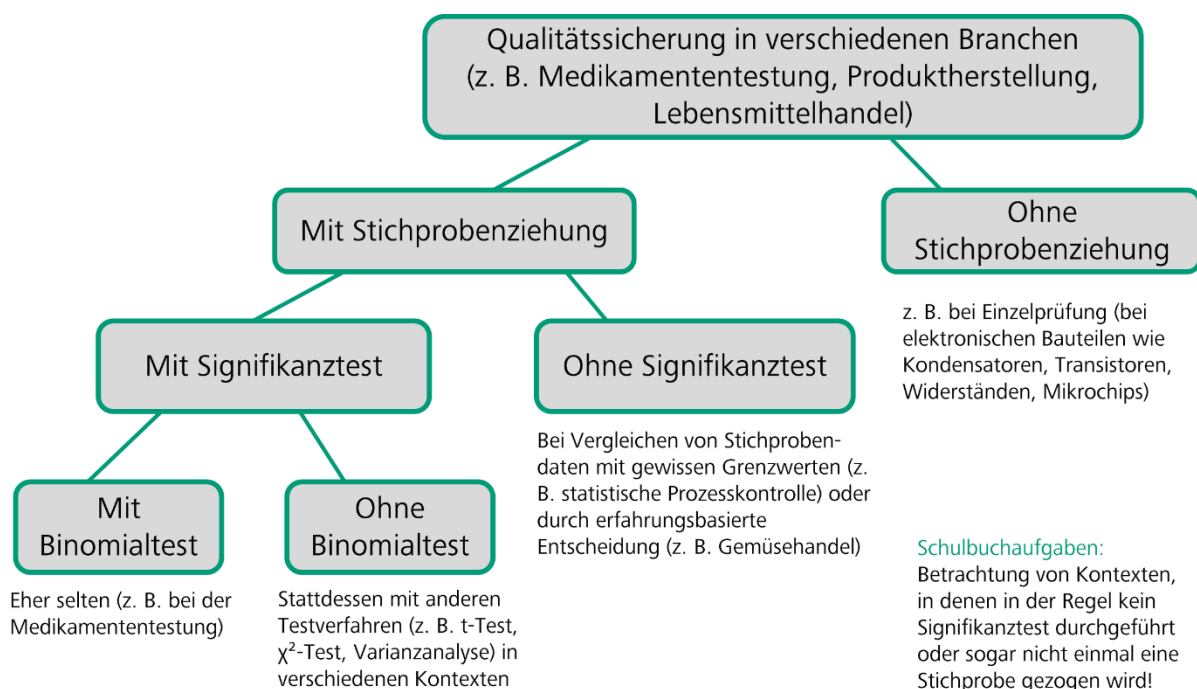 Qualitätssicherung in verschiedenen Branchen
(z. B. Medikamententestung, Produktherstellung,
Lebensmittelhandel)
Mit Stichprobenziehung
Ohne
Stichprobenziehung
z. B. bei Einzelprüfung (bei
elektronischen Bauteilen wie
Kondensatoren, Transistoren,
Widerständen, Mikrochips)
Mit Signifikanztest
Ohne Signifikanztest
Bei Vergleichen von Stichproben-
daten mit gewissen Grenzwerten (z.
B. statistische Prozesskontrolle) oder
durch erfahrungsbasierte
Entscheidung (z. B. Gemüsehandel)
Mit
Binomialtest
Ohne
Binomialtest
Eher selten (z. B. bei der
Medikamententestung)
Stattdessen mit anderen
Testverfahren (z. B. t-Test,
χ²-Test, Varianzanalyse) in
verschiedenen Kontexten
Schulbuchaufgaben:
Betrachtung von Kontexten,
in denen in der Regel kein
Signifikanztest durchgeführt
oder sogar nicht einmal eine
Stichprobe gezogen wird!